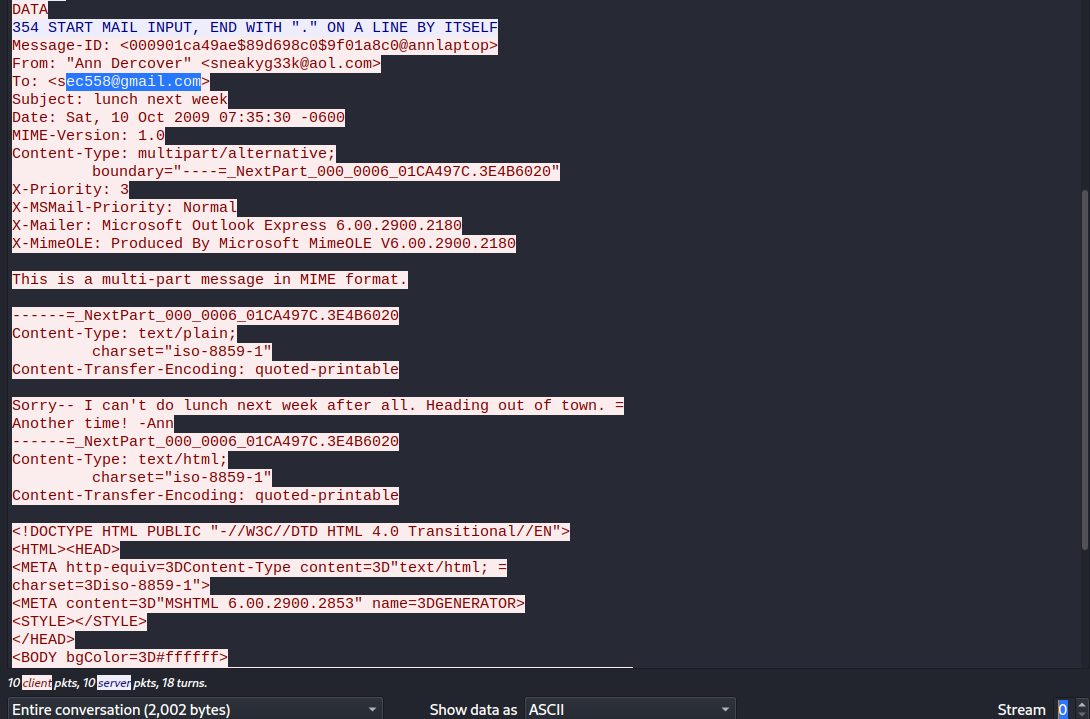 DATA
354 START MAIL INPUT, END WITH "." ON A LINE BY ITSELF
Message-ID: <000901ca49ae$89d698c0$9f01a8c0@annlaptop>
From: "Ann Dercover" <sneakyg33k@aol.com>
To: <sec558@gmail.com>
Subject: lunch next week
Date: Sat, 10 Oct 2009 07:35:30 -0600
MIME-Version: 1.0
Content-Type: multipart/alternative;
boundary="----=_NextPart_000_0006_01CA497C.3E4B6020"
X-Priority: 3
X-MSMail-Priority: Normal
X-Mailer: Microsoft Outlook Express 6.00.2900.2180
X-MimeOLE: Produced By Microsoft MimeOLE V6.00.2900.2180
This is a multi-part message in MIME format.
------=_NextPart_000_0006_01CA497C.3E4B6020
Content-Type: text/plain;
charset="iso-8859-1"
Content-Transfer-Encoding: quoted-printable
Sorry-- I can't do lunch next week after all. Heading out of town. =
Another time! -Ann
------=_NextPart_000_0006_01CA497C.3E4B6020
Content-Type: text/html;
charset="iso-8859-1"
Content-Transfer-Encoding: quoted-printable
<!DOCTYPE HTML PUBLIC "-//W3C//DTD HTML 4.0 Transitional//EN">
<HTML><HEAD>
<META http-equiv=3DContent-Type content=3D"text/html; =
charset=3Diso-8859-1">
<META content=3D"MSHTML 6.00.2900.2853" name=3DGENERATOR>
<STYLE></STYLE>
</HEAD>
<BODY bgColor=3D#ffffff>
10 client pkts, 10 server pkts, 18 turns.
Entire conversation (2,002 bytes) Show data as ASCII Stream 0